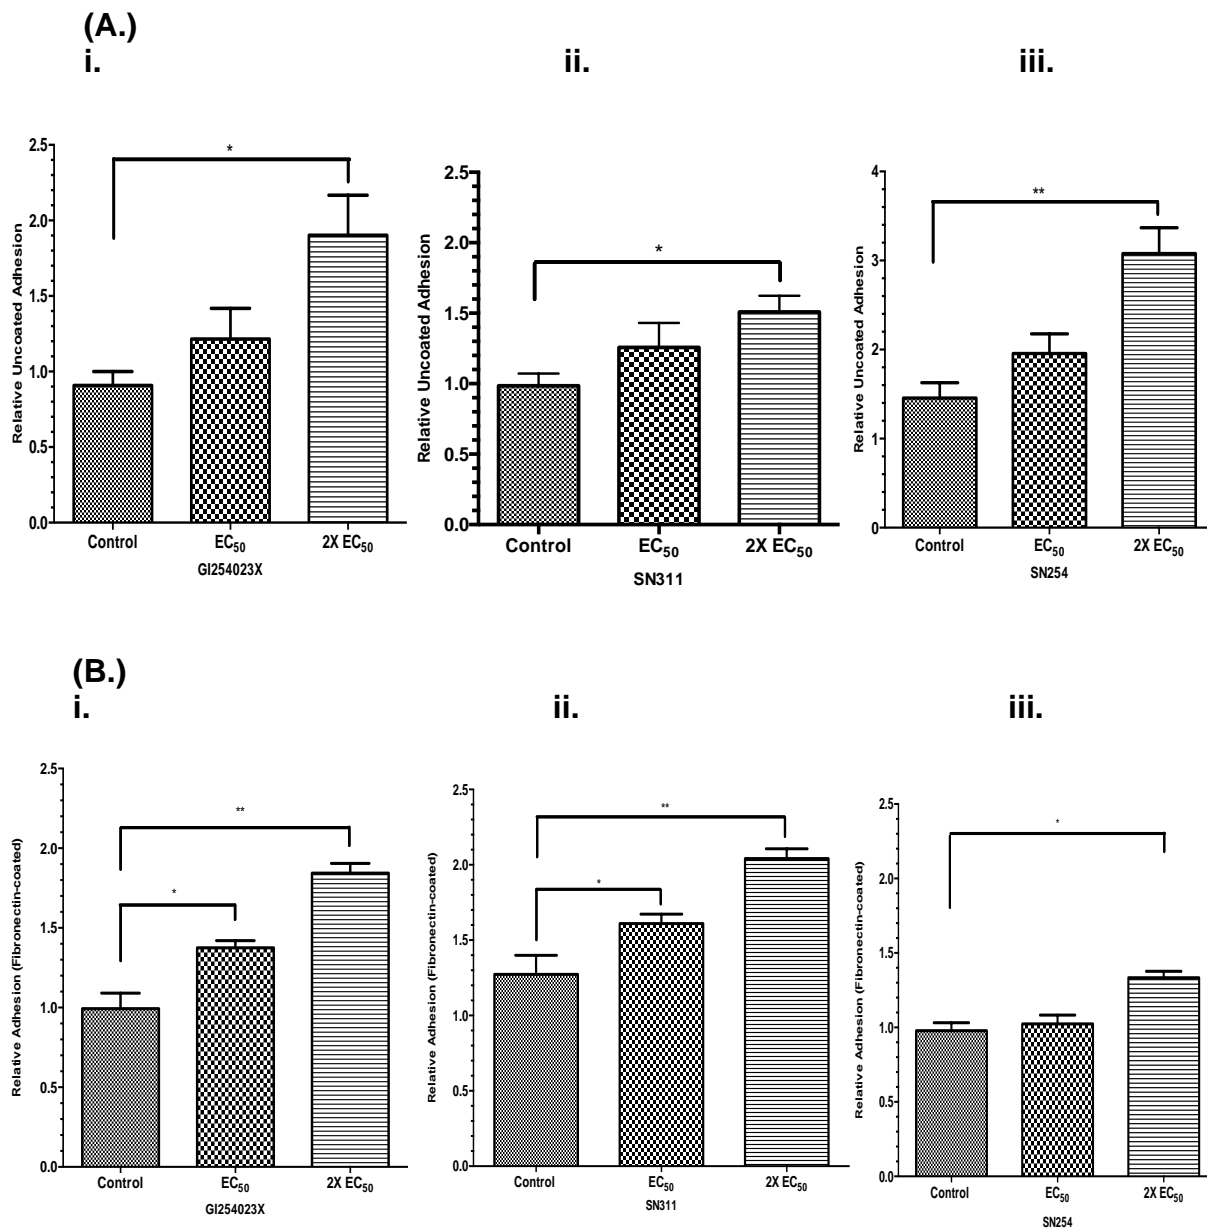 (A.)
i.
ii.
iii.
Relative Uncoated Adhesion
2.5
2.0
1.5
1.0
0.5
0.0
*
Control
EC50
2X EC50
GI254023X
Relative Uncoated Adhesion
2.5
2.0
1.5
1.0
0.5
0.0
*
Control
EC50
2X EC50
SN311
Relative Uncoated Adhesion
4
3
2
1
0
**
Control
EC50
2X EC50
SN254
(B.)
i.
ii.
iii.
Relative Adhesion (Fibronectin-coated)
2.5
2.0
1.5
1.0
0.5
0.0
**
*
Control
EC50
2X EC50
GI254023X
Relative Adhesion (Fibronectin-coated)
2.5
2.0
1.5
1.0
0.5
0.0
**
*
Control
EC50
2X EC50
SN311
Relative Adhesion (Fibronectin-coated)
2.5
2.0
1.5
1.0
0.5
0.0
*
Control
EC50
2X EC50
SN254